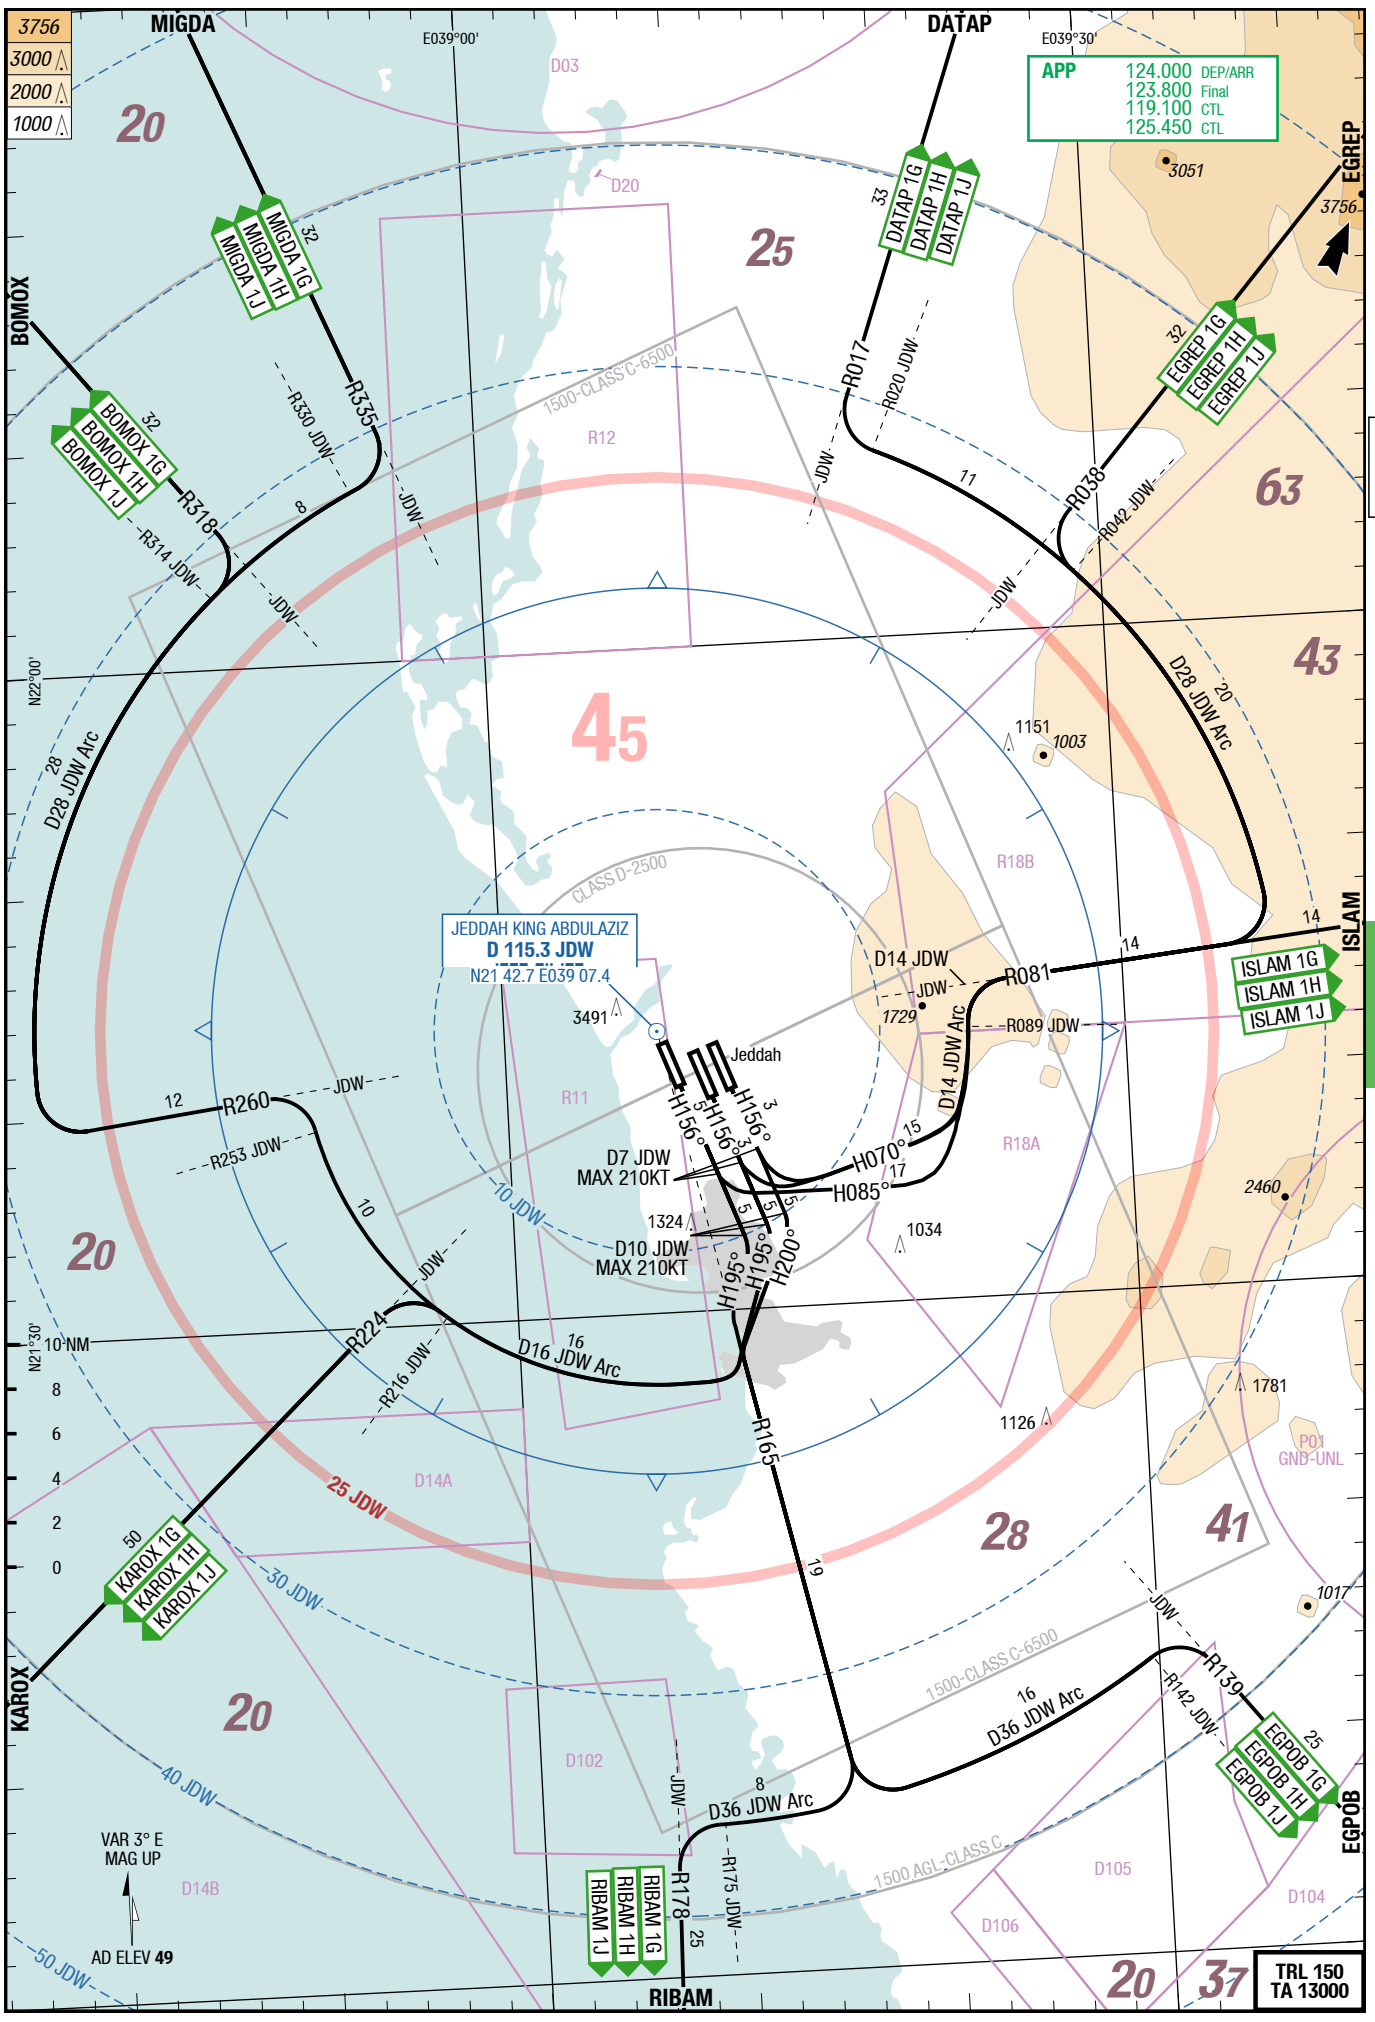 3756
3000
2000
1000
MIGDA
E039°00'
DATAP
E039°30'
APP
124.000 DEP/ARR
123.800 Final
119.100 CTL
125.450 CTL
EGREP
D03
20
D20
3051
3756
33
DATAP 1G
DATAP 1H
DATAP 1J
32
MIGDA 1G
MIGDA 1H
MIGDA 1J
25
BOMOX
32
EGREP 1G
EGREP 1H
EGREP 1J
32
BOMOX 1G
BOMOX 1H
BOMOX 1J
R335
R330 JDW
JDW
1500-CLASS C-6500
R12
R017
R020 JDW
JDW
11
R038
R042 JDW
JDW
63
R318
R314 JDW
JDW
8
N22°00'
43
45
20
D28 JDW Arc
28
D28 JDW Arc
1151
1003
R18B
CLASS D-2500
JEDDAH KING ABDULAZIZ
D 115.3 JDW
N21 42.7 E039 07.4
3491
Jeddah
D14 JDW
JDW
R081
14
14
ISLAM
ISLAM 1G
ISLAM 1H
ISLAM 1J
1729
R089 JDW
D14 JDW Arc
R11
H156°
H156°
H156°
5
3
3
R260
12
JDW
R253 JDW
10
D7 JDW
MAX 210KT
H070°
15
H085°
17
R18A
10 JDW
1324
D10 JDW
MAX 210KT
5
5
5
H195°
H195°
H200°
1034
2460
20
JDW
R224
R216 JDW
16
D16 JDW Arc
N21°30'
10 NM
8
6
4
2
0
R165
1126
1781
P01
GND-UNL
D14A
25 JDW
28
41
50
KAROX 1G
KAROX 1H
KAROX 1J
30 JDW
19
1017
KAROX
20
JDW
1500-CLASS C-6500
R139
R142 JDW
16
D36 JDW Arc
25
EGPOB 1G
EGPOB 1H
EGPOB 1J
EGPOB
D102
JDW
8
D36 JDW Arc
40 JDW
VAR 3° E
MAG UP
D14B
AD ELEV 49
50 JDW
R178
R175 JDW
25
RIBAM 1G
RIBAM 1H
RIBAM 1J
RIBAM
1500 AGL-CLASS C
D105
D104
D106
20
37
TRL 150
TA 13000